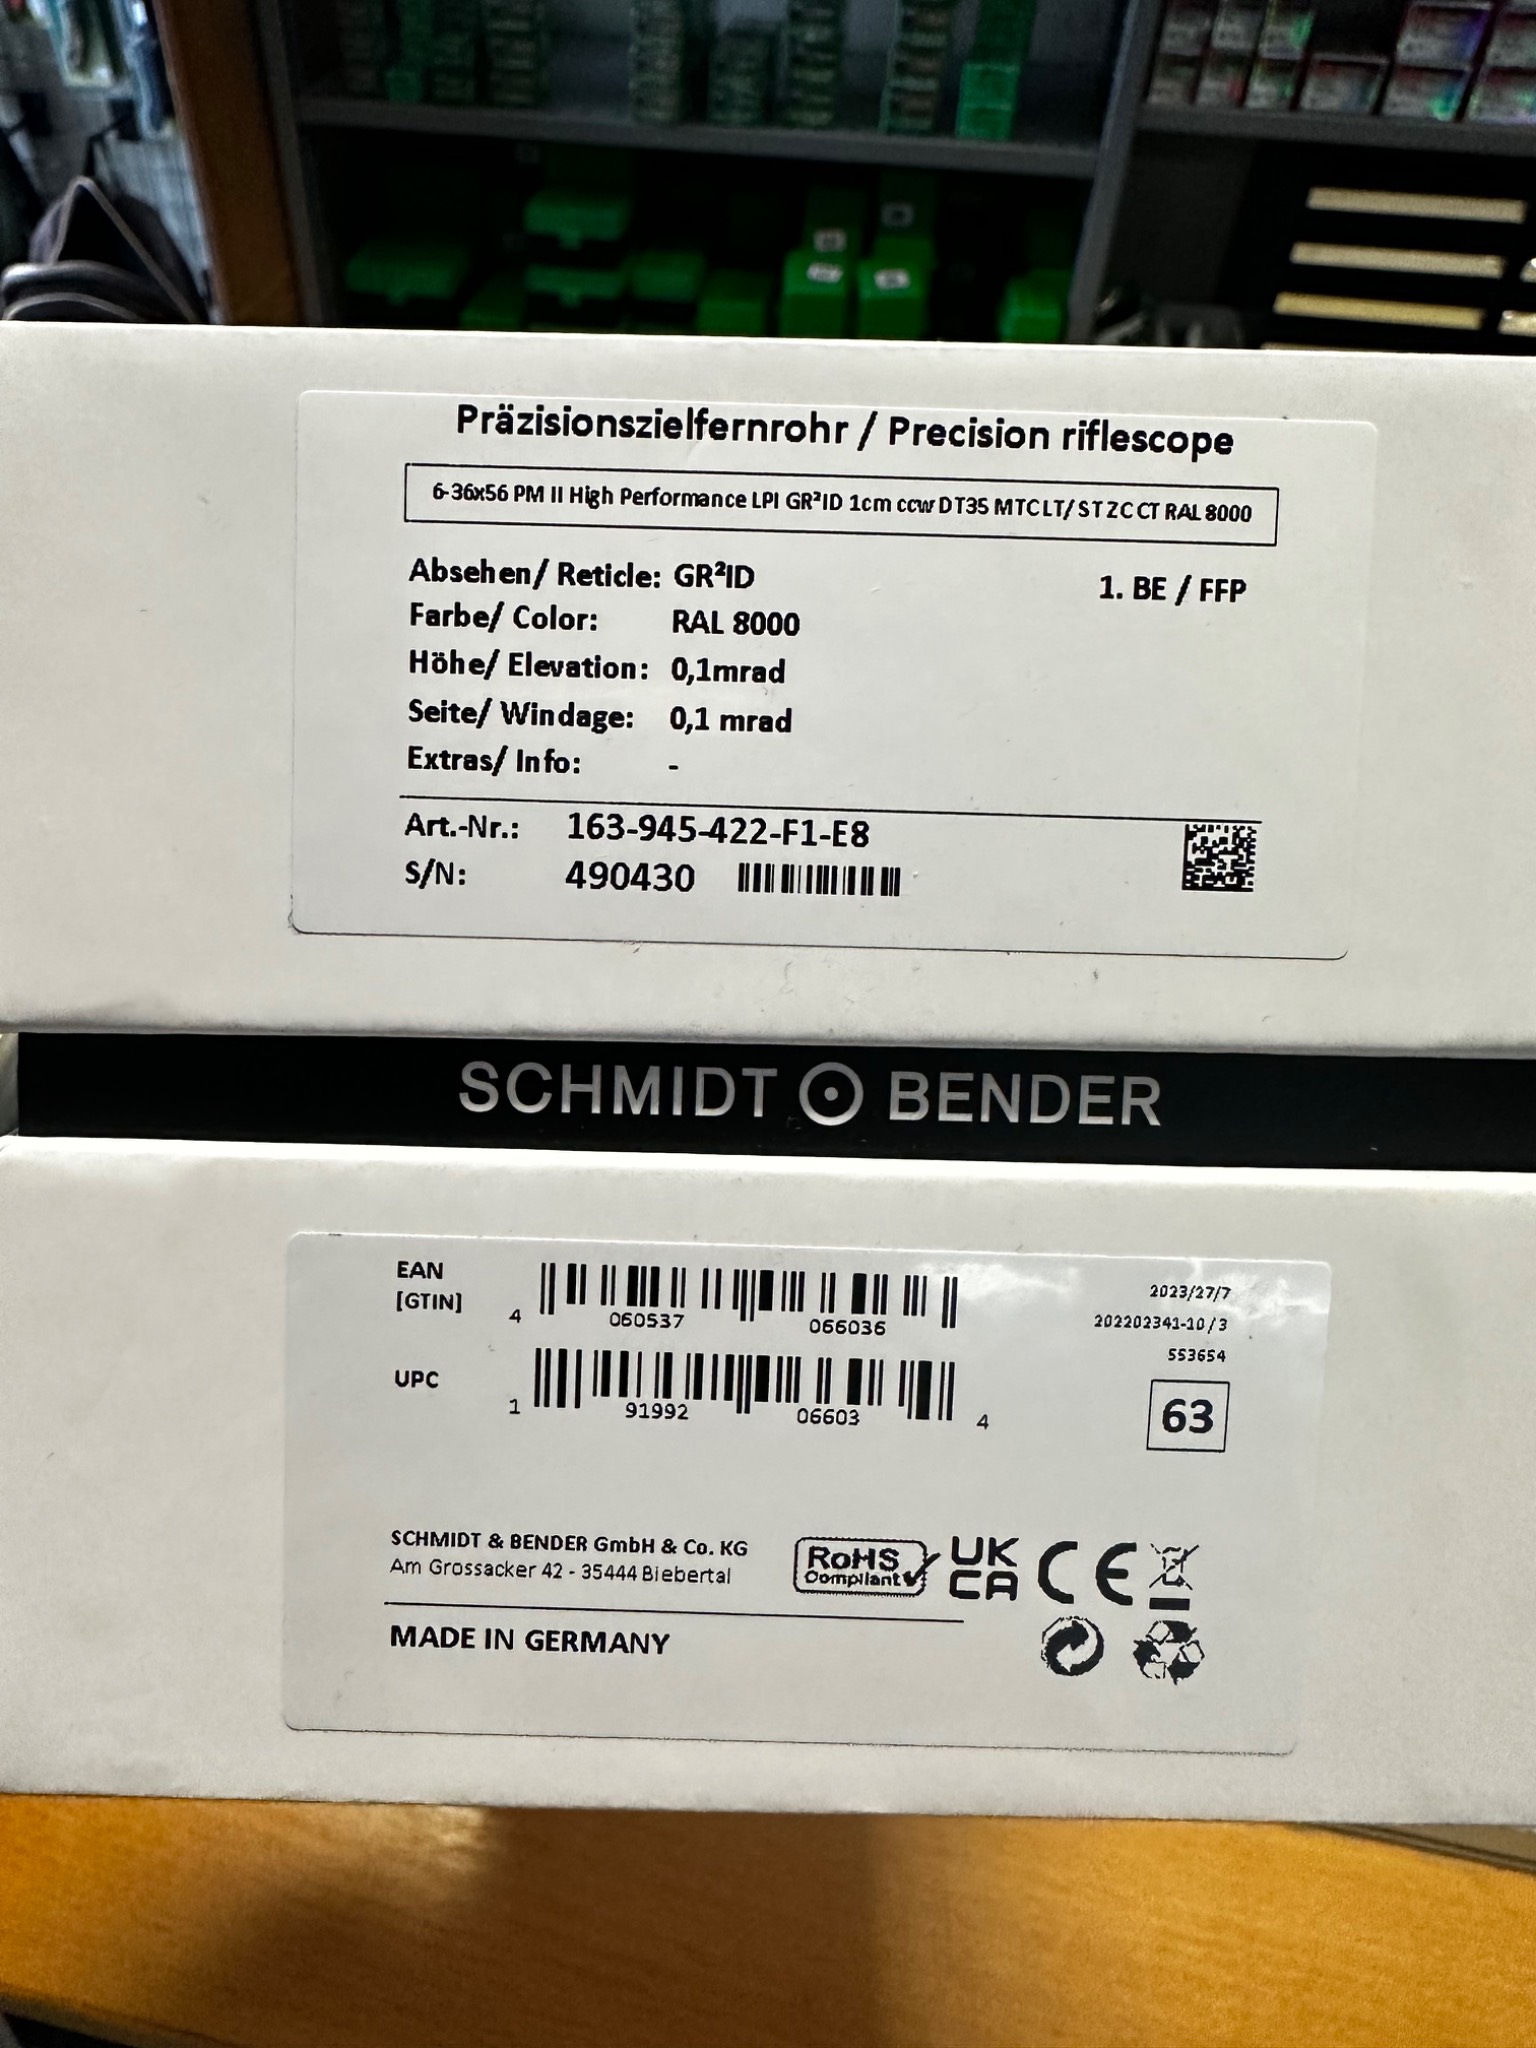 Präzisionszielfernrohr / Precision riflescope
6-36x56 PM II High Performance LPI GR²ID 1cm ccw DT35 MTC LT/ ST ZC CT RAL 8000
Absehen/ Reticle: GR²ID 1. BE / FFP
Farbe/ Color: RAL 8000
Höhe/ Elevation: 0,1mrad
Seite/ Windage: 0,1 mrad
Extras/ Info: -
Art.-Nr.: 163-945-422-F1-E8
S/N: 490430
SCHMIDT BENDER
EAN
[GTIN]
4 060537 066036
2023/27/7
202202341-10/3
553654
UPC
1 91992 06603 4
63
SCHMIDT & BENDER GmbH & Co. KG
Am Grossacker 42 - 35444 Biebertal
RoHS
Compliant
UK
CA
CE
MADE IN GERMANY